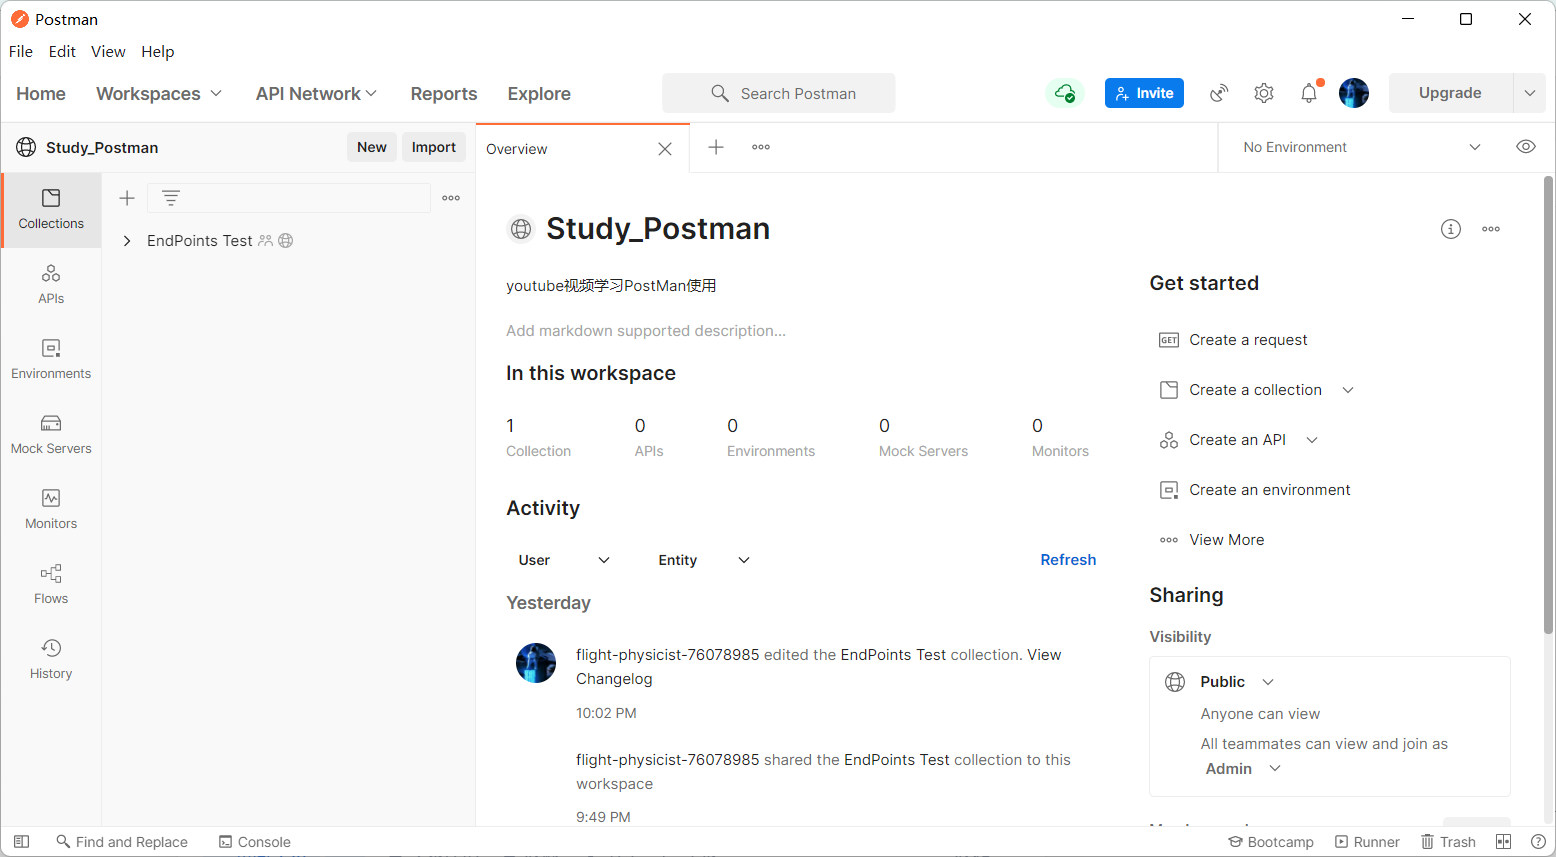 Postman
File Edit View Help
Home Workspaces API Network Reports Explore Search Postman Invite Upgrade
Study_Postman New Import Overview No Environment
Collections
EndPoints Test
APIs
Environments
Mock Servers
Monitors
Flows
History
Study_Postman
youtube视频学习PostMan使用
Add markdown supported description...
In this workspace
1 0 0 0 0
Collection APIs Environments Mock Servers Monitors
Activity
User Entity Refresh
Yesterday
flight-physicist-76078985 edited the EndPoints Test collection. View
Changelog
10:02 PM
flight-physicist-76078985 shared the EndPoints Test collection to this
workspace
9:49 PM
Get started
GET Create a request
Create a collection
Create an API
Create an environment
View More
Sharing
Visibility
Public
Anyone can view
All teammates can view and join as
Admin
Find and Replace Console Bootcamp Runner Trash